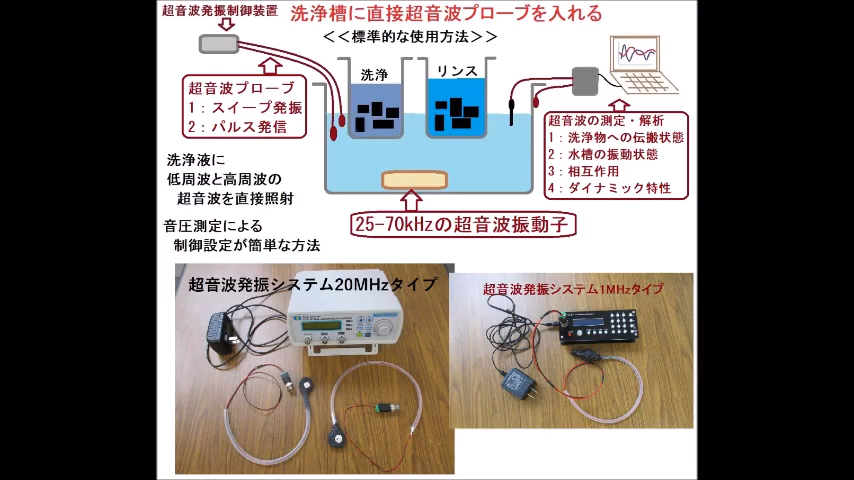 超音波発振制御装置
洗浄槽に直接超音波プローブを入れる
<<標準的な使用方法>>
洗浄
リンス
超音波プローブ
1：スイープ発振
2：パルス発信
超音波の測定・解析
1：洗浄物への伝搬状態
2：水槽の振動状態
3：相互作用
4：ダイナミック特性
洗浄液に
低周波と高周波の
超音波を直接照射
25-70kHzの超音波振動子
音圧測定による
制御設定が簡単な方法
超音波発振システム20MHzタイプ
超音波発振システム1MHzタイプ